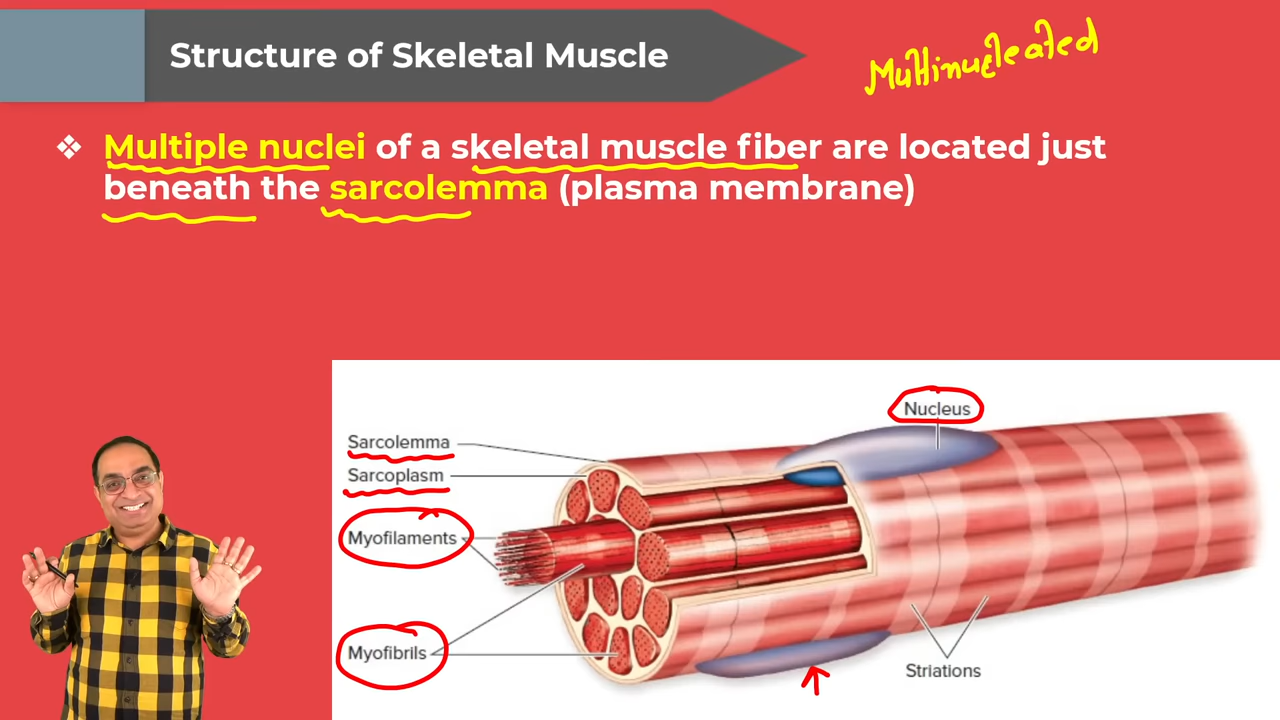 Structure of Skeletal Muscle
Multinucleated
❖ Multiple nuclei of a skeletal muscle fiber are located just
beneath the sarcolemma (plasma membrane)
Nucleus
Sarcolemma
Sarcoplasm
Myofilaments
Myofibrils
Striations